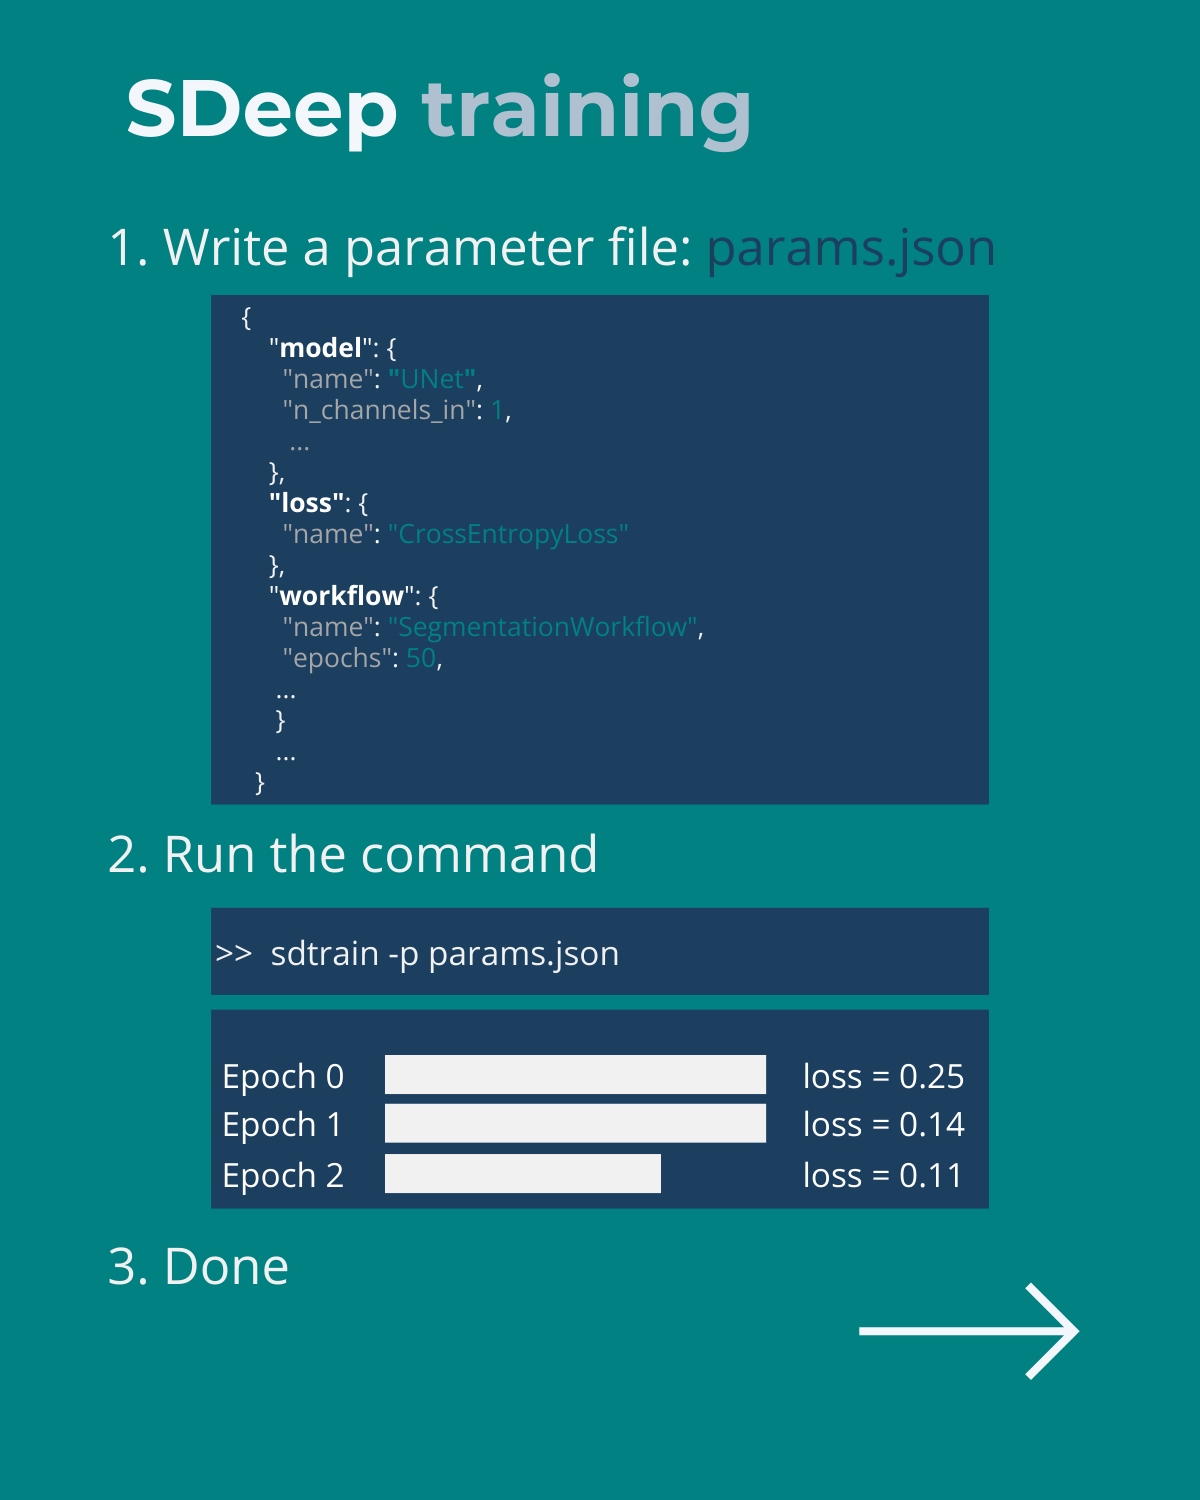 SDeep training
1. Write a parameter file: params.json
{
"model": {
"name": "UNet",
"n_channels_in": 1,
...
},
"loss": {
"name": "CrossEntropyLoss"
},
"workflow": {
"name": "SegmentationWorkflow",
"epochs": 50,
...
}
...
}
2. Run the command
>> sdtrain -p params.json
Epoch 0 loss = 0.25
Epoch 1 loss = 0.14
Epoch 2 loss = 0.11
3. Done